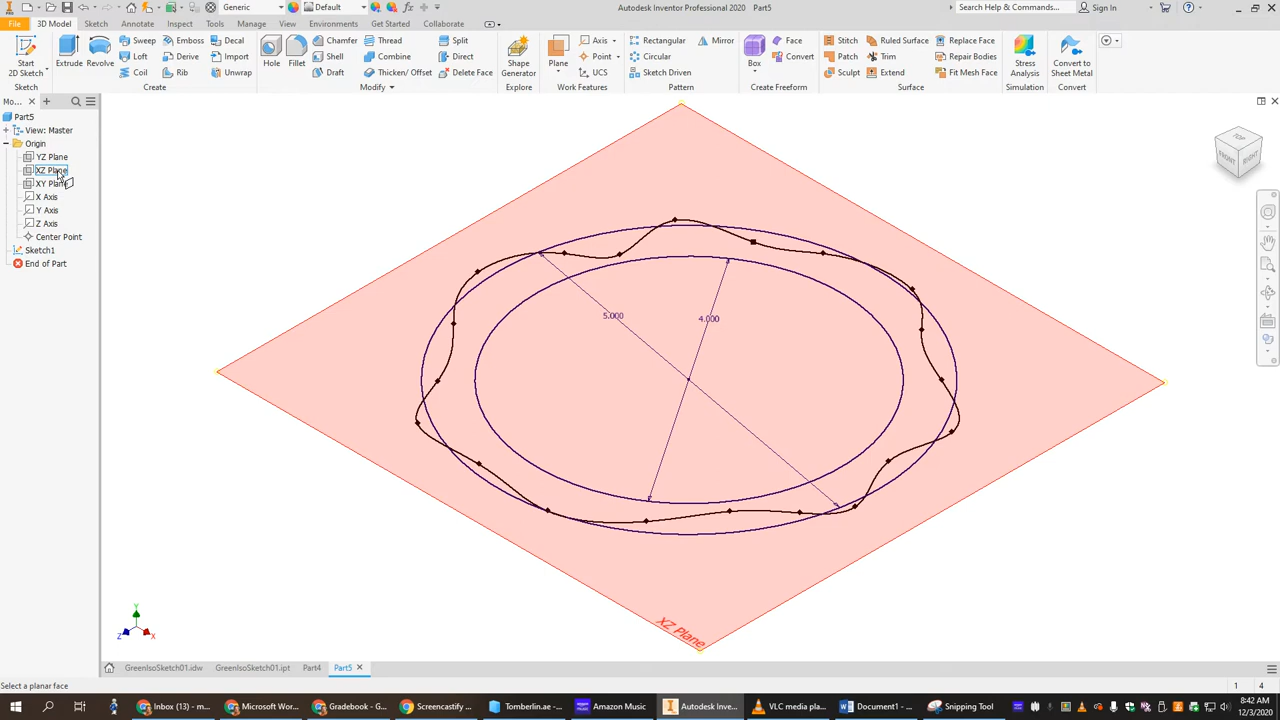 Generic
Default
Autodesk Inventor Professional 2020 Part5
Search Help & Commands...
Sign In
File
3D Model
Sketch
Annotate
Inspect
Tools
Manage
View
Environments
Get Started
Collaborate
Start
2D Sketch
Extrude
Revolve
Sweep
Emboss
Decal
Loft
Derive
Import
Coil
Rib
Unwrap
Hole
Fillet
Chamfer
Thread
Split
Shell
Combine
Direct
Draft
Thicken/ Offset
Delete Face
Shape
Generator
Plane
Axis
Point
UCS
Rectangular
Mirror
Circular
Sketch Driven
Box
Face
Convert
Stitch
Ruled Surface
Replace Face
Patch
Trim
Repair Bodies
Sculpt
Extend
Fit Mesh Face
Stress
Analysis
Convert to
Sheet Metal
Sketch
Create
Modify
Explore
Work Features
Pattern
Create Freeform
Surface
Simulation
Convert
Mo...
Part5
View: Master
Origin
YZ Plane
XZ Plane
XY Plane
X Axis
Y Axis
Z Axis
Center Point
Sketch1
End of Part
TOP
FRONT
RIGHT
5.000
4.000
XZ Plane
Y
Z
X
GreenIsoSketch01.idw
GreenIsoSketch01.ipt
Part4
Part5
Select a planar face
1
4
Inbox (13) - m...
Microsoft Wor...
Gradebook - G...
Screencastify ...
Tomberlin.ae -...
Amazon Music
Autodesk Inve...
VLC media pla...
Document1 - ...
Snipping Tool
8:42 AM
12/3/2020